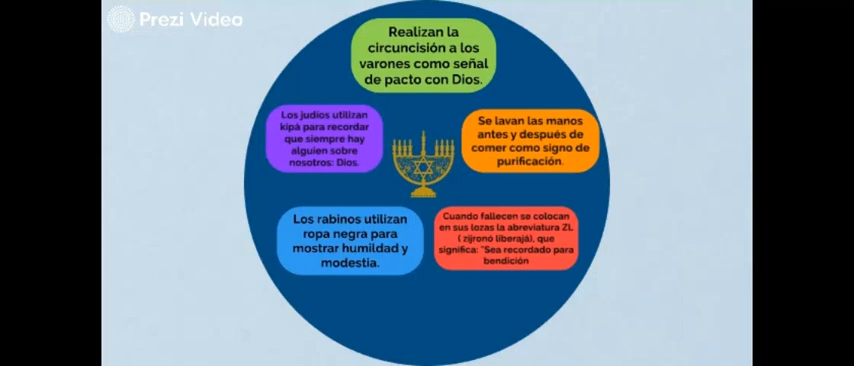 Prezi Video
Realizan la
circuncisión a los
varones como señal
de pacto con Dios.
Los judíos utilizan
kipá para recordar
que siempre hay
alguien sobre
nosotros: Dios.
Se lavan las manos
antes y después de
comer como signo de
purificación.
Los rabinos utilizan
ropa negra para
mostrar humildad y
modestia.
Cuando fallecen se colocan
en sus lozas la abreviatura ZL
( zijronó liberajá), que
significa: "Sea recordado para
bendición